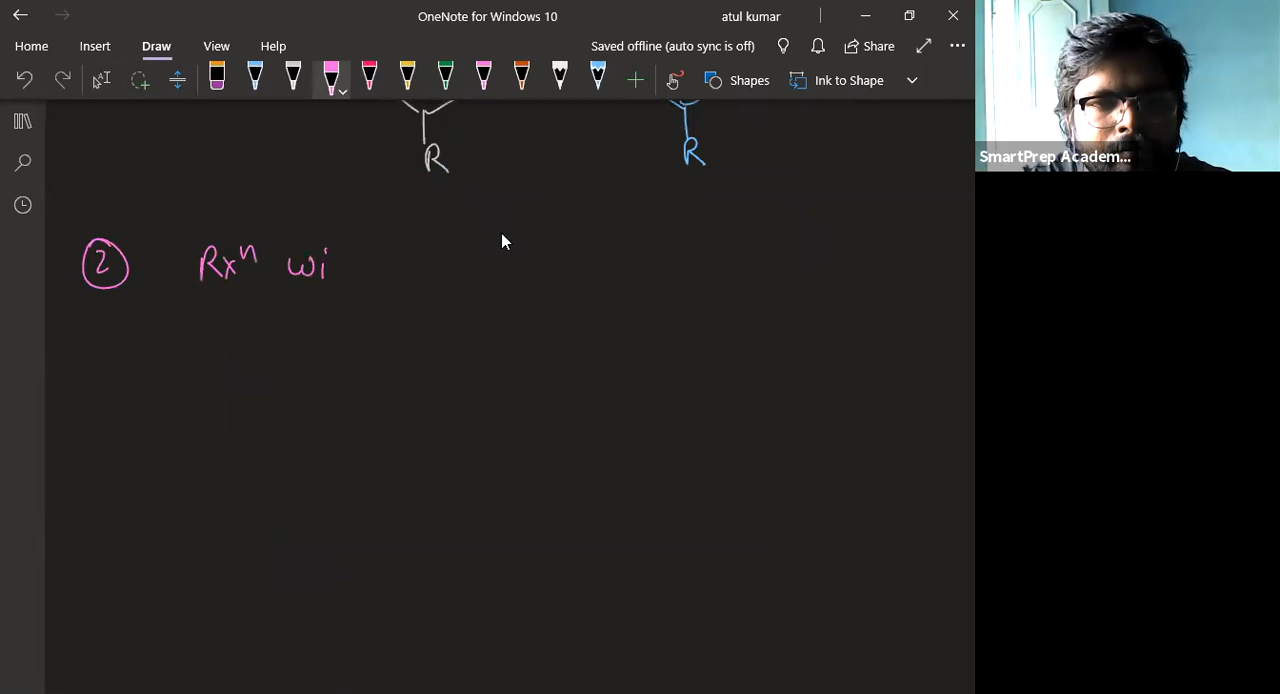 OneNote for Windows 10
atul kumar
Home Insert Draw View Help
Saved offline (auto sync is off)
Share
Shapes
Ink to Shape
SmartPrep Academ...
R R
2 Rxⁿ wi